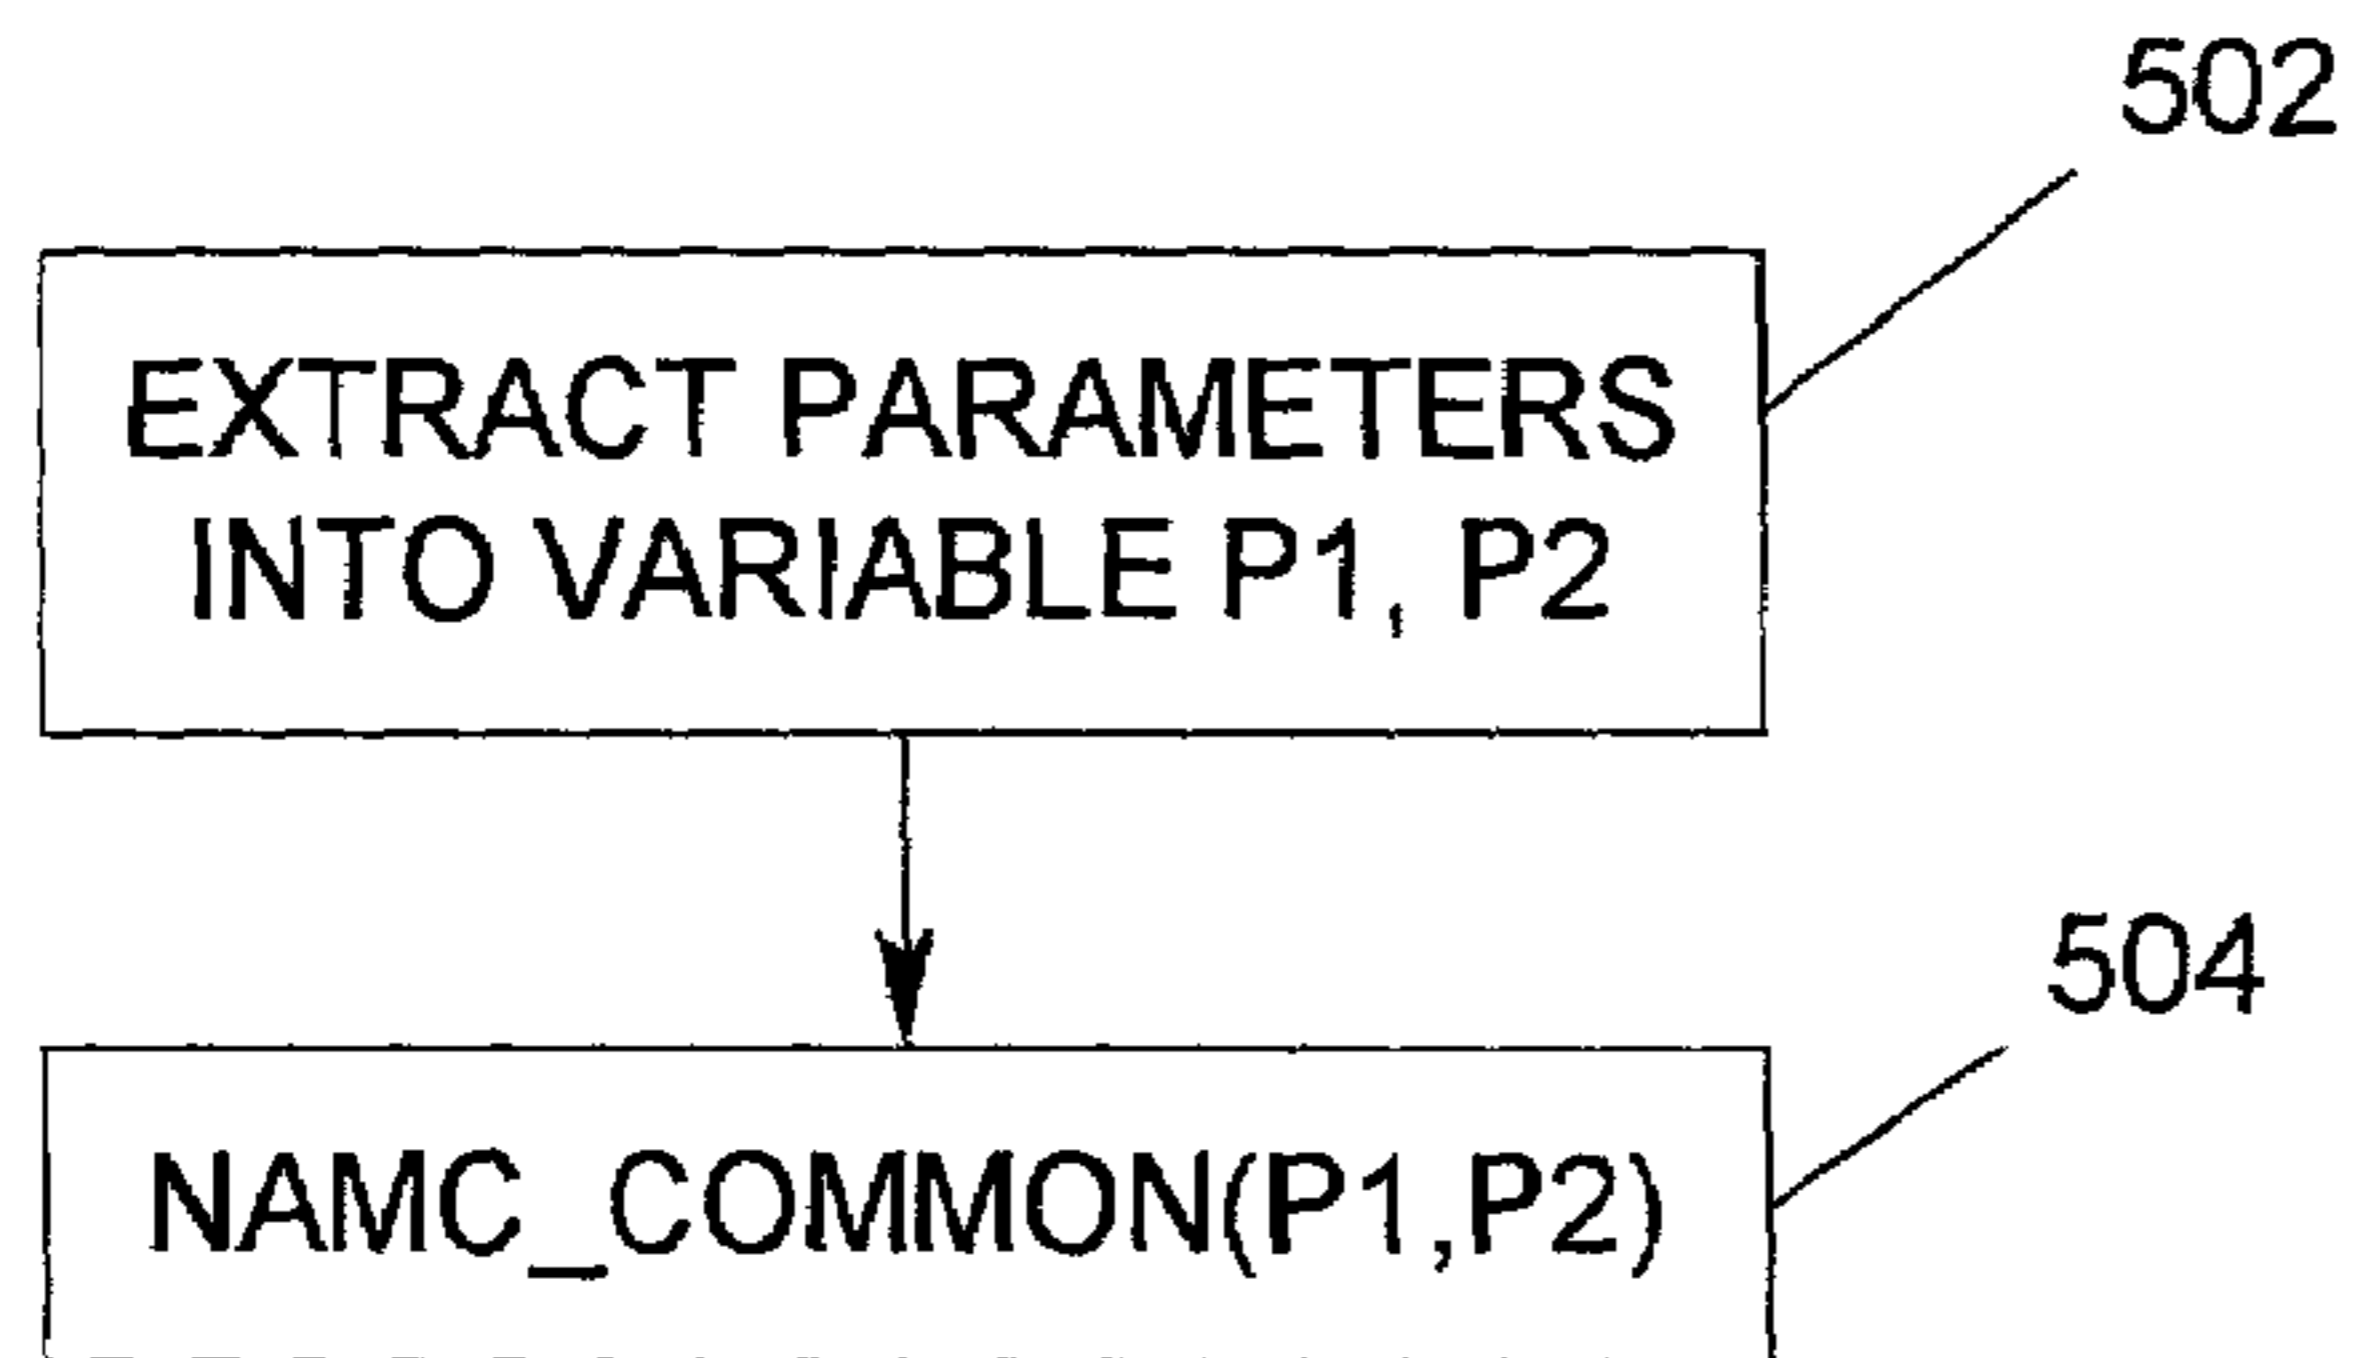 502
EXTRACT PARAMETERS
INTO VARIABLE P1, P2
504
NAMC_COMMON(P1,P2)